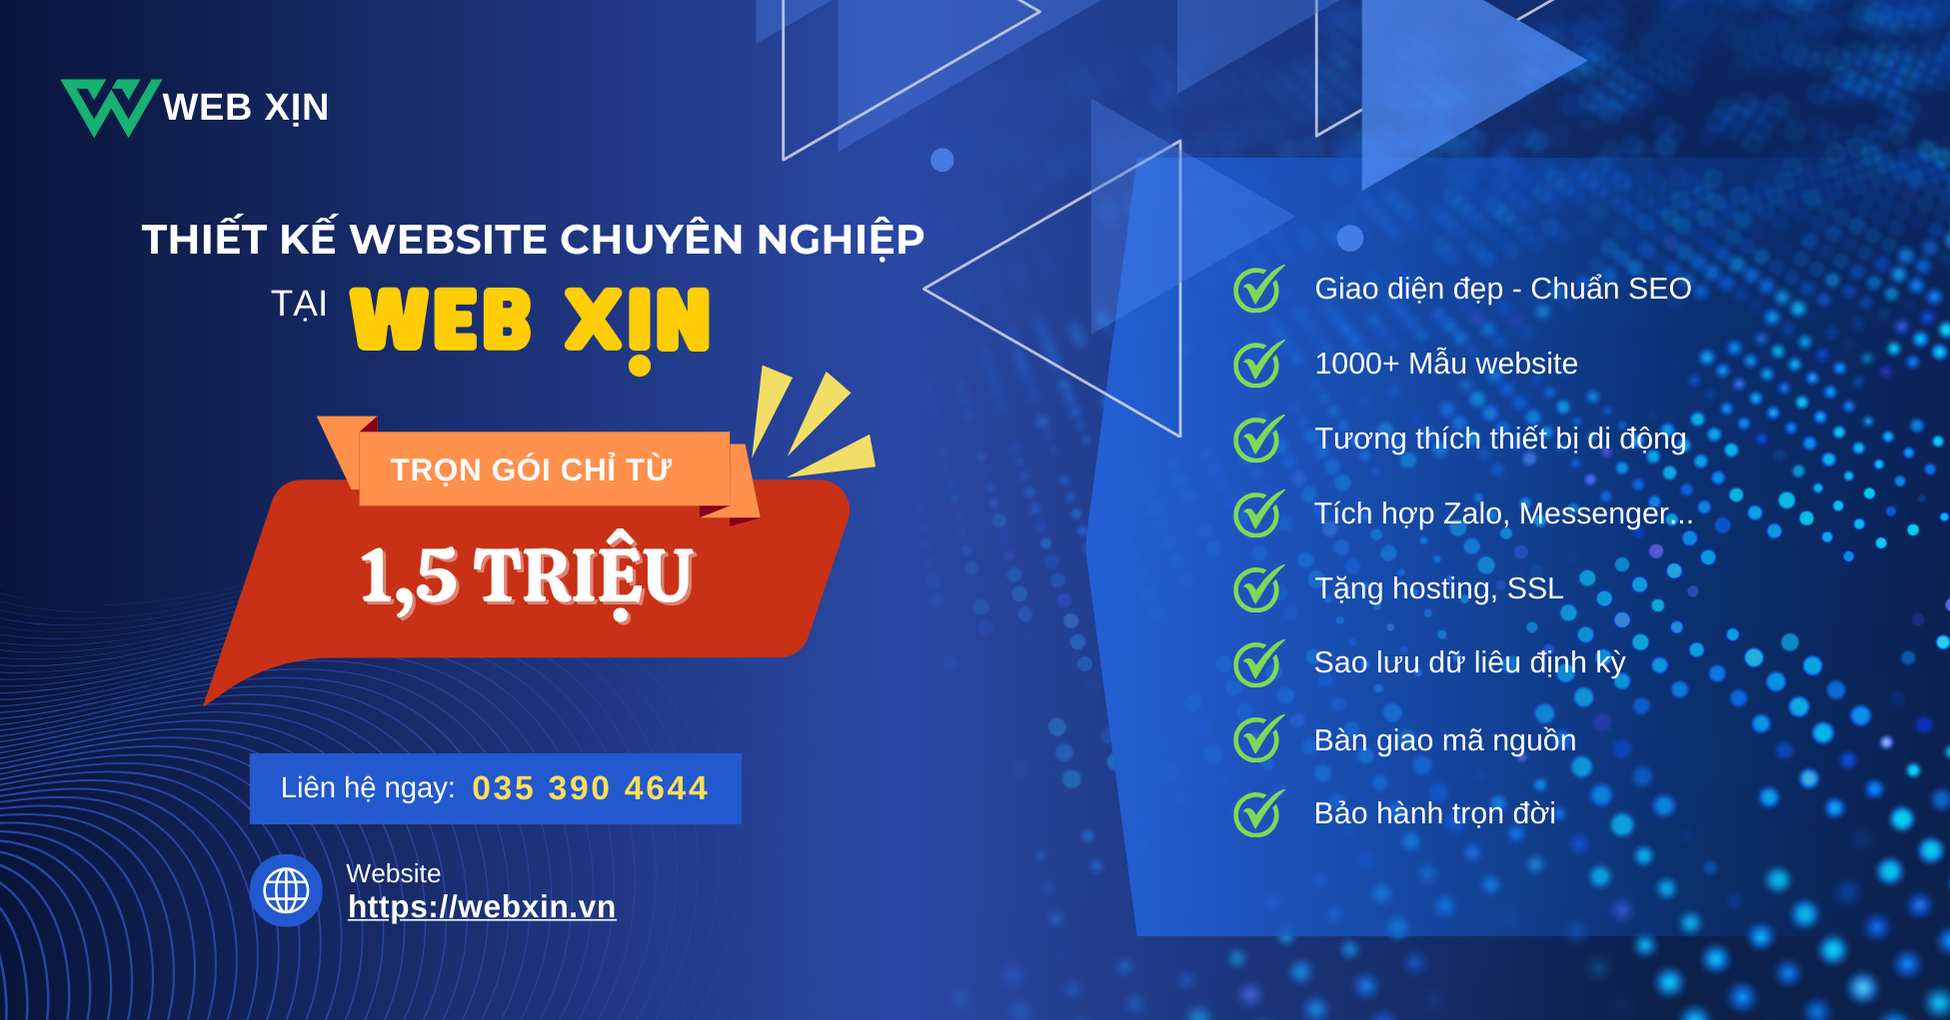 WEB XỊN
THIẾT KẾ WEBSITE CHUYÊN NGHIỆP
TẠI WEB XỊN
TRỌN GÓI CHỈ TỪ
1,5 TRIỆU
Liên hệ ngay: 035 390 4644
Website
https://webxin.vn
Giao diện đẹp - Chuẩn SEO
1000+ Mẫu website
Tương thích thiết bị di động
Tích hợp Zalo, Messenger...
Tặng hosting, SSL
Sao lưu dữ liêu định kỳ
Bàn giao mã nguồn
Bảo hành trọn đời